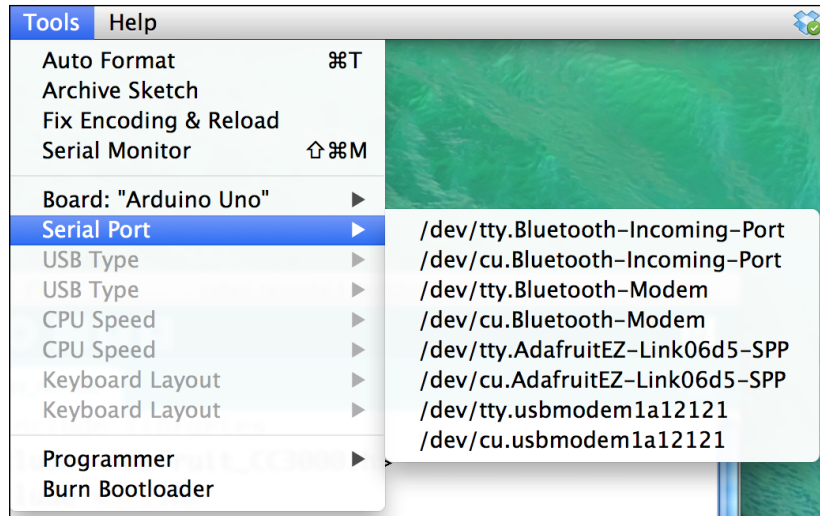 Tools Help
Auto Format ⌘T
Archive Sketch
Fix Encoding & Reload
Serial Monitor ⇧⌘M
Board: "Arduino Uno" ▶
Serial Port ▶
USB Type ▶
USB Type ▶
CPU Speed ▶
CPU Speed ▶
Keyboard Layout ▶
Keyboard Layout ▶
Programmer ▶
Burn Bootloader
/dev/tty.Bluetooth-Incoming-Port
/dev/cu.Bluetooth-Incoming-Port
/dev/tty.Bluetooth-Modem
/dev/cu.Bluetooth-Modem
/dev/tty.AdafruitEZ-Link06d5-SPP
/dev/cu.AdafruitEZ-Link06d5-SPP
/dev/tty.usbmodem1a12121
/dev/cu.usbmodem1a12121